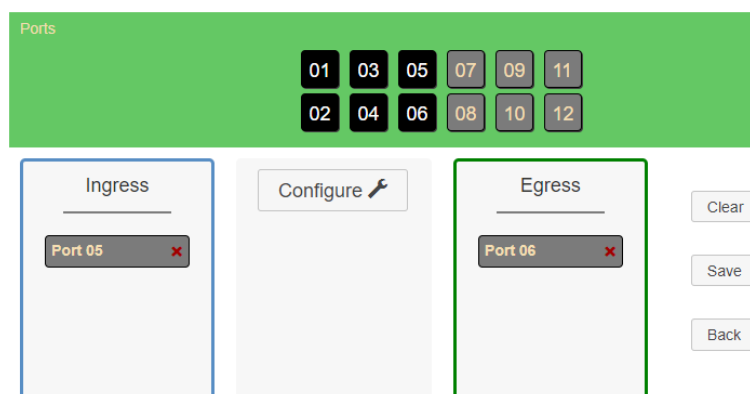 Ports
01 03 05 07 09 11
02 04 06 08 10 12
Ingress
Configure
Egress
Clear
Port 05
Port 06
Save
Back